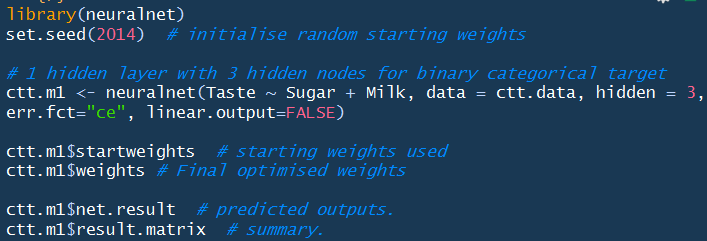 library(neuralnet)
set.seed(2014)  # initialise random starting weights
# 1 hidden layer with 3 hidden nodes for binary categorical target
ctt.m1 <- neuralnet(Taste ~ Sugar + Milk, data = ctt.data, hidden = 3,
err.fct="ce", linear.output=FALSE)
ctt.m1$startweights  # starting weights used
ctt.m1$weights # Final optimised weights
ctt.m1$net.result  # predicted outputs.
ctt.m1$result.matrix  # summary.